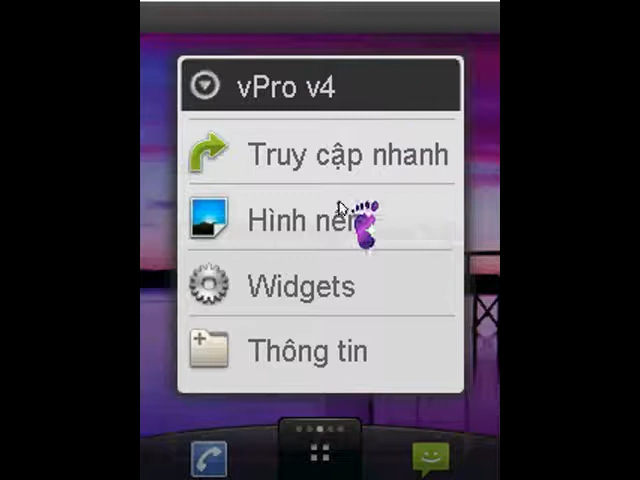 vPro v4
Truy cập nhanh
Hình nền
Widgets
Thông tin